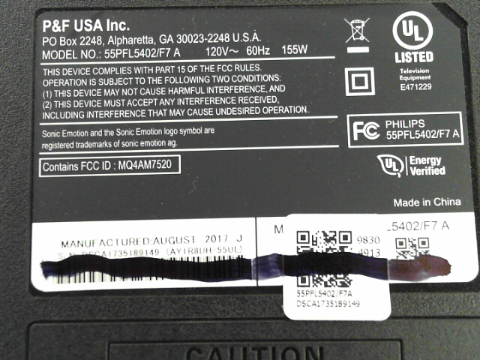 P&F USA Inc.
PO Box 2248, Alpharetta, GA 30023-2248 U.S.A.
MODEL NO.: 55PFL5402/F7 A 120V~ 60Hz 155W
THIS DEVICE COMPLIES WITH PART 15 OF THE FCC RULES.
OPERATION IS SUBJECT TO THE FOLLOWING TWO CONDITIONS:
(1) THIS DEVICE MAY NOT CAUSE HARMFUL INTERFERENCE, AND
(2) THIS DEVICE MUST ACCEPT ANY INTERFERENCE RECEIVED,
INCLUDING INTERFERENCE THAT MAY CAUSE UNDESIRED OPERATION.
Sonic Emotion and the Sonic Emotion logo symbol are
registered trademarks of sonic emotion ag.
Contains FCC ID : MQ4AM7520
UL
LISTED
Television
Equipment
E471229
FC PHILIPS
55PFL5402/F7 A
UL Energy
Verified
Made in China
MANUFACTURED:AUGUST 2017 J
DSCA1735189149 (AY1R8UH-55UL)
M L5402/F7 A
9830
4913
55PFL5402/F7A
DSCA1735189149
CAUTION